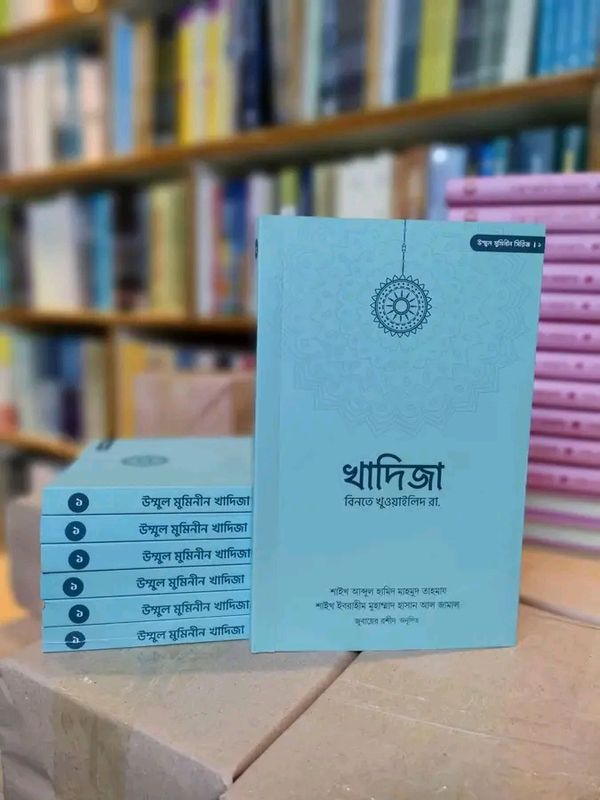 উম্মুল মুমিনীন সিরিজ । ১
খাদিজা
বিনতে খুওয়াইলিদ রা.
শাইখ আব্দুল হামিদ মাহমুদ তাহমায
শাইখ ইবরাহীম মুহাম্মাদ হাসান আল জামাল
জুবায়ের রশীদ অনূদিত
১ উম্মুল মুমিনীন খাদিজা
১ উম্মুল মুমিনীন খাদিজা
১ উম্মুল মুমিনীন খাদিজা
১ উম্মুল মুমিনীন খাদিজা
১ উম্মুল মুমিনীন খাদিজা
১ উম্মুল মুমিনীন খাদিজা